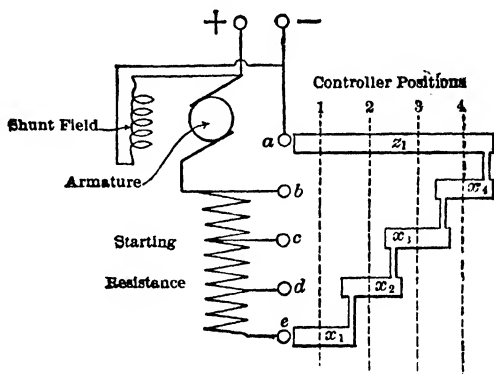 + −
Controller Positions
1 2 3 4
Shunt Field
a z1
Armature
b x4
Starting
c x3
Resistance
d x2
e x1